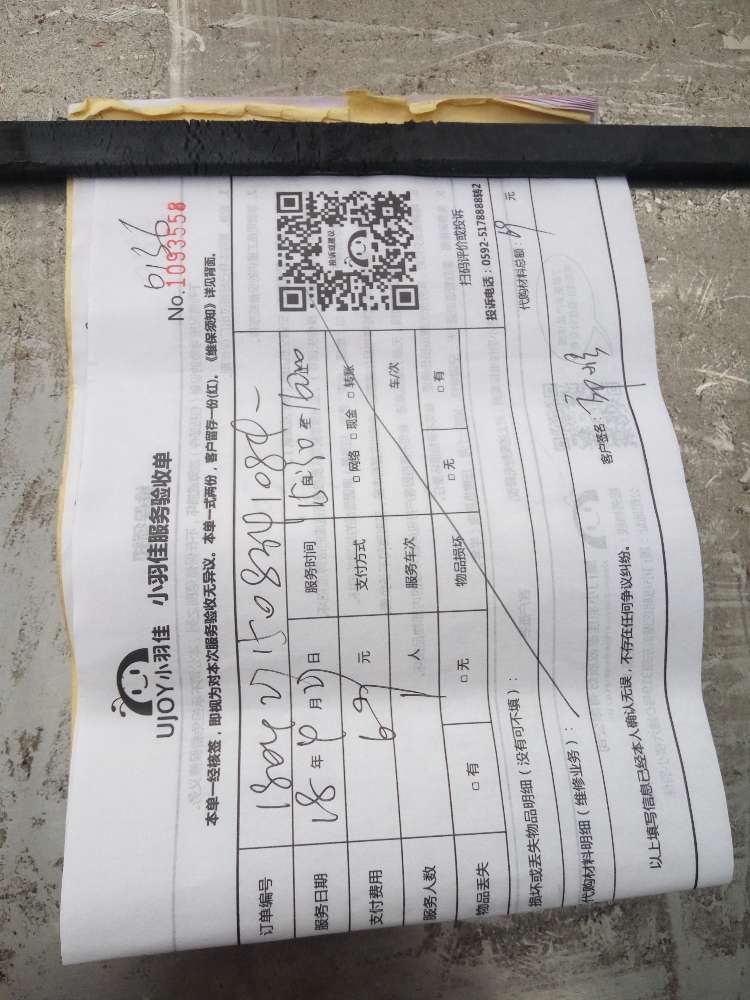 UJOY小羽佳 小羽佳服务验收单
6136
No.1093558
本单一经核签，即视为对本次服务验收无异议。本单一式两份，客户留存一份(红)。《维保须知》详见背面。
订单编号
服务日期 18 年 9 月 21 日 服务时间 至
支付费用 69 元 支付方式 □ 网络 □ 现金 □ 转账
服务人数 1 人 服务车次 车/次
物品丢失 □ 有 □ 无 物品损坏 □ 无 □ 有
投诉或建议
扫码评价或投诉
投诉电话：0592-5178888转2
损坏或丢失物品明细（没有可不填）：
代购材料明细（维修业务）： 代购材料总额： 元
以上填写信息已经本人确认无误，不存在任何争议纠纷。 客户签名：